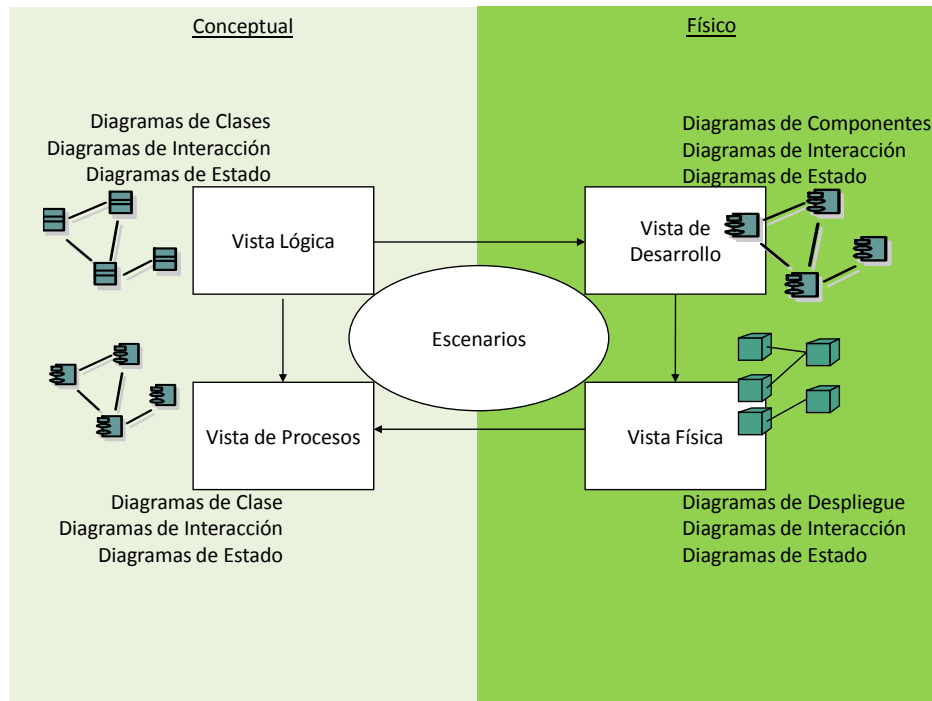 Conceptual
Físico
Diagramas de Clases
Diagramas de Interacción
Diagramas de Estado
Diagramas de Componentes
Diagramas de Interacción
Diagramas de Estado
Vista Lógica
Vista de
Desarrollo
Escenarios
Vista de Procesos
Vista Física
Diagramas de Clase
Diagramas de Interacción
Diagramas de Estado
Diagramas de Despliegue
Diagramas de Interacción
Diagramas de Estado